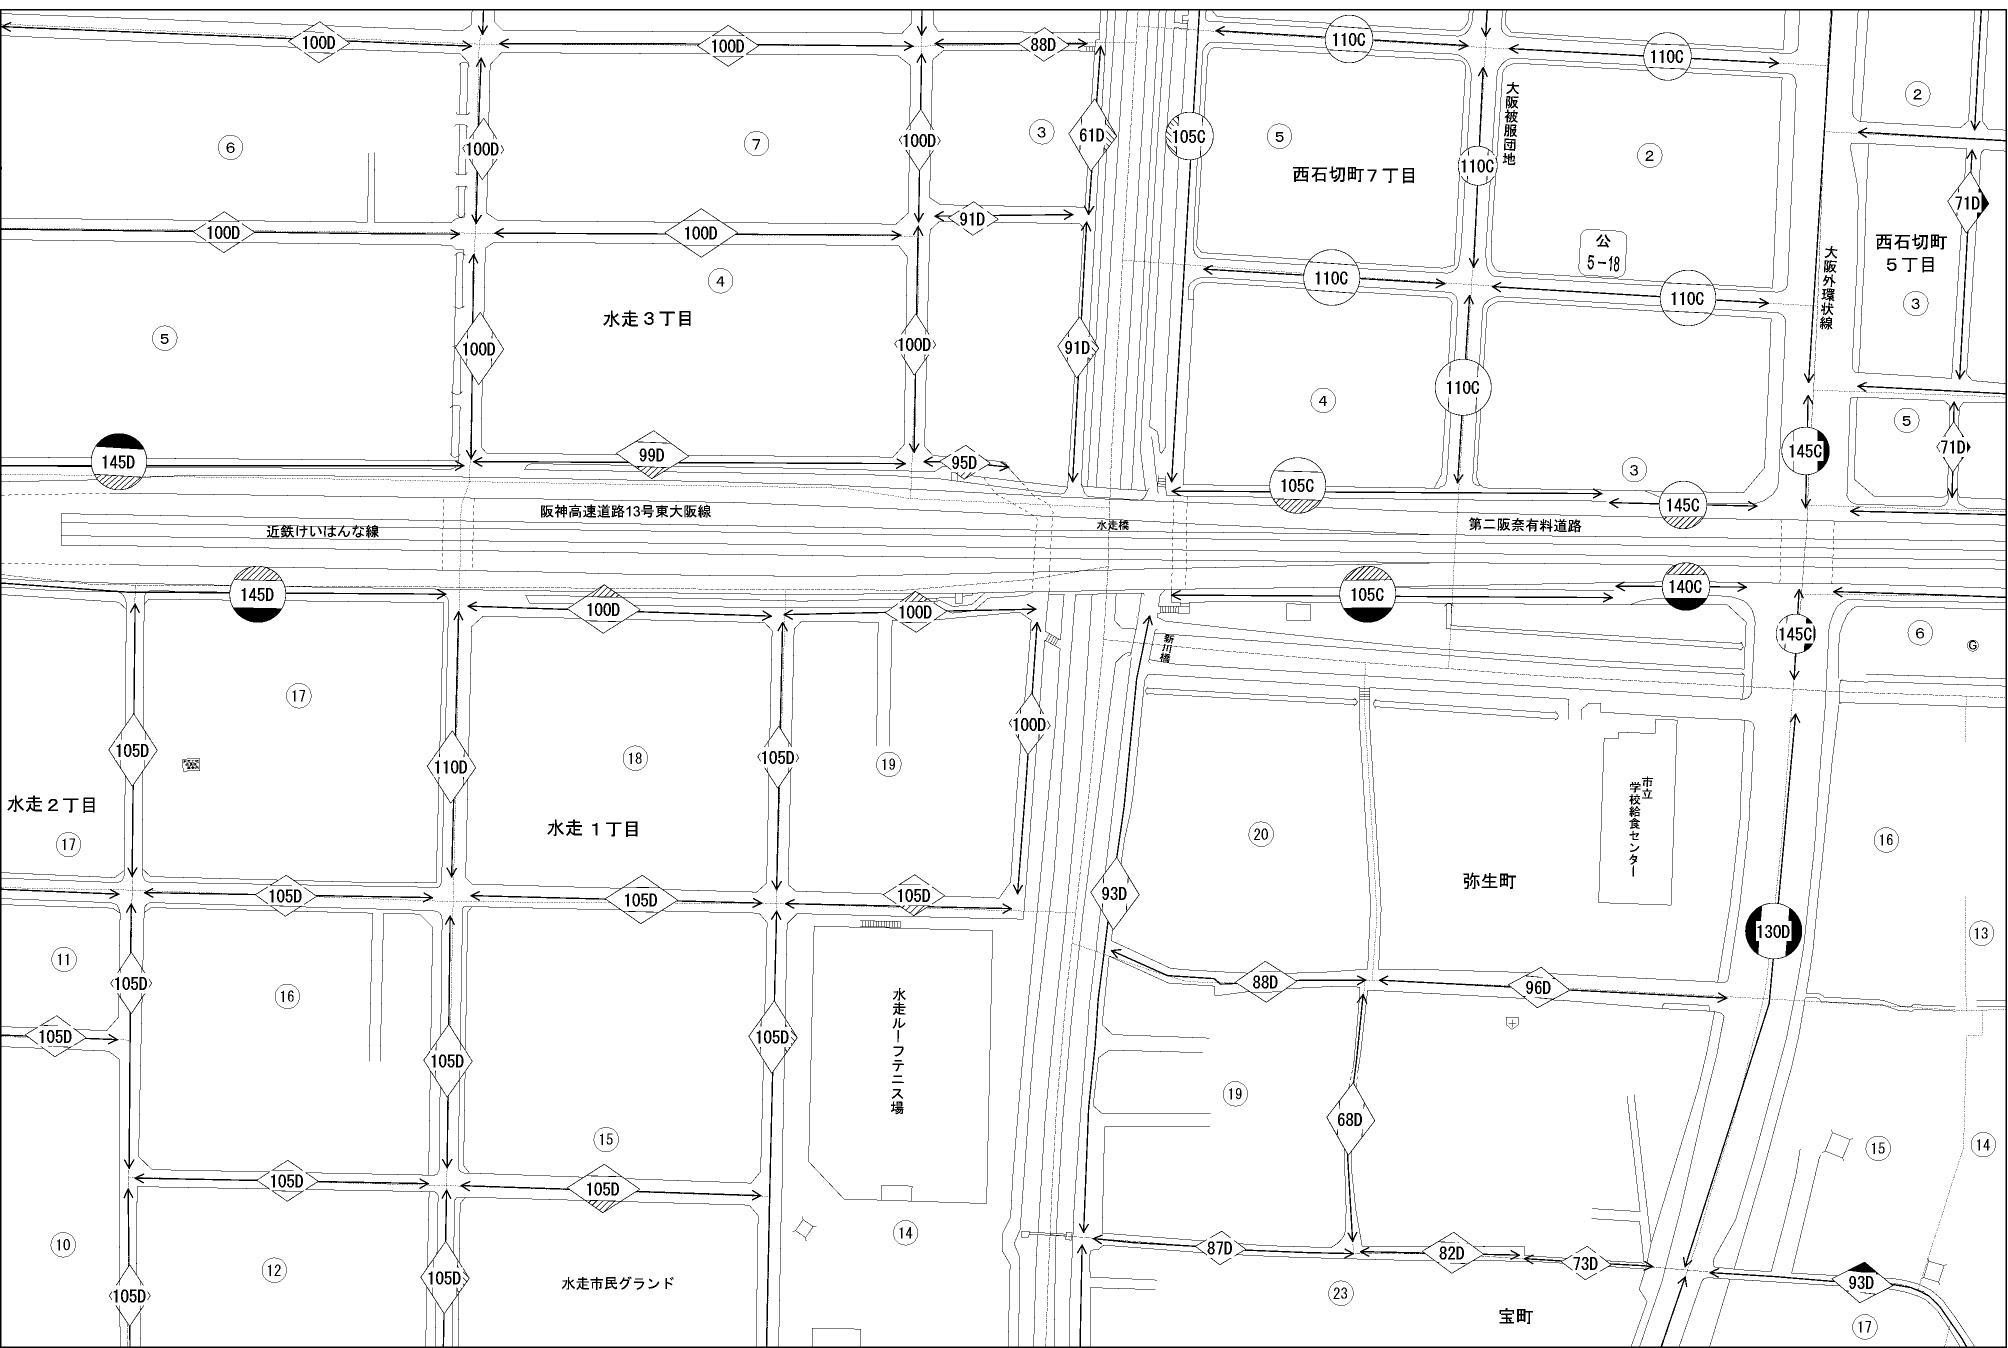 100D
100D
88D
110C
110C
②
⑥
100D
⑦
100D
③
61D
105C
⑤
110C
大阪被服団地
②
西石切町７丁目
71D
100D
100D
91D
公
5-18
西石切町
５丁目
④
110C
110C
大阪外環状線
③
水走３丁目
⑤
100D
100D
91D
110C
④
⑤
145D
99D
95D
105C
③
145C
71D
145C
阪神高速道路13号東大阪線
近鉄けいはんな線
水走橋
第二阪奈有料道路
145D
100D
100D
105C
140C
145C
⑥
G
新川橋
⑰
105D
110D
⑱
105D
⑲
100D
水走２丁目
⑰
水走１丁目
⑳
市立
学校給食センター
⑯
弥生町
105D
105D
105D
93D
130D
⑬
⑪
105D
⑯
水走ルーフテニス場
88D
96D
105D
105D
105D
⑲
68D
⑮
⑮
⑭
105D
105D
⑭
87D
82D
73D
⑩
105D
⑫
105D
水走市民グランド
㉓
宝町
93D
⑰